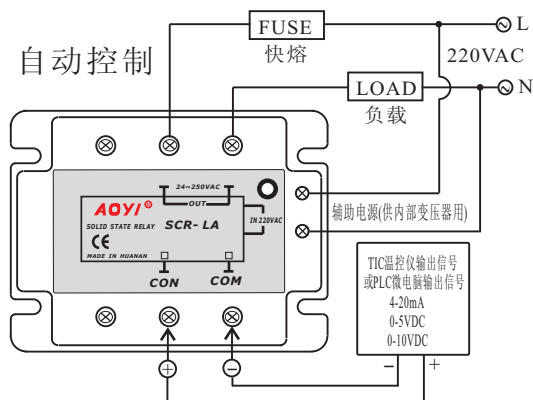 FUSE
快熔
L
自动控制
220VAC
LOAD
负载
N
24~250VAC
OUT
AOYI®
SOLID STATE RELAY
SCR- LA
IN 220VAC
CE
MADE IN HUANAN
CON
COM
辅助电源(供内部变压器用)
TIC温控仪输出信号
或PLC微电脑输出信号
4-20mA
0-5VDC
0-10VDC
- +
+ -